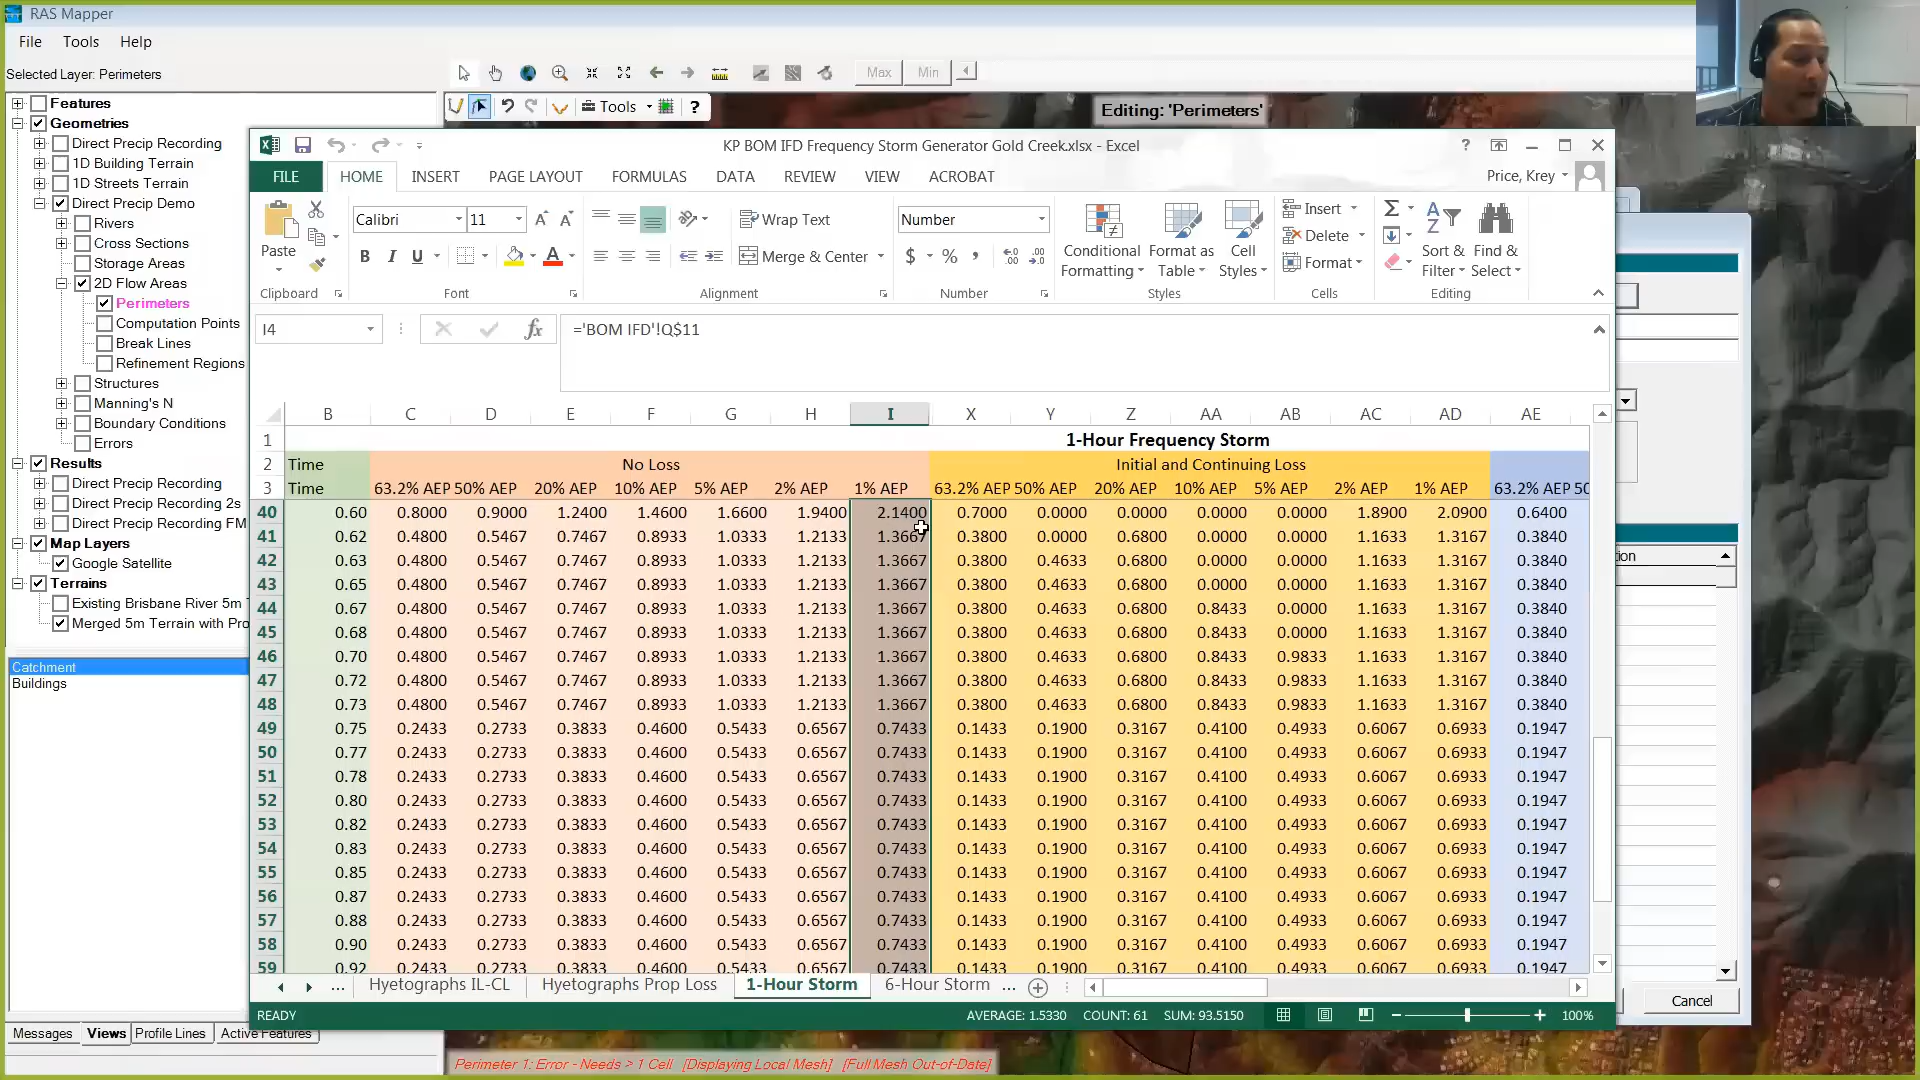 RAS Mapper
File Tools Help
Selected Layer: Perimeters
Max Min
Tools ?
Editing: 'Perimeters'
Features
Geometries
Direct Precip Recording
1D Building Terrain
1D Streets Terrain
Direct Precip Demo
Rivers
Cross Sections
Storage Areas
2D Flow Areas
Perimeters
Computation Points
Break Lines
Refinement Regions
Structures
Manning's N
Boundary Conditions
Errors
Results
Direct Precip Recording
Direct Precip Recording 2s
Direct Precip Recording FM
Map Layers
Google Satellite
Terrains
Existing Brisbane River 5m
Merged 5m Terrain with Pro
Catchment
Buildings
Messages Views Profile Lines Active Features
KP BOM IFD Frequency Storm Generator Gold Creek.xlsx - Excel
FILE HOME INSERT PAGE LAYOUT FORMULAS DATA REVIEW VIEW ACROBAT
Price, Krey
Paste
Calibri 11
B I U A
Wrap Text
Merge & Center
Number
$ % ,
Conditional Formatting
Format as Table
Cell Styles
Insert
Delete
Format
Sort & Filter
Find & Select
Clipboard Font Alignment Number Styles Cells Editing
I4 fx ='BOM IFD'!Q$11
B C D E F G H I X Y Z AA AB AC AD AE
1 1-Hour Frequency Storm
2 Time No Loss Initial and Continuing Loss
3 Time 63.2% AEP 50% AEP 20% AEP 10% AEP 5% AEP 2% AEP 1% AEP 63.2% AEP 50% AEP 20% AEP 10% AEP 5% AEP 2% AEP 1% AEP 63.2% AEP 50
40 0.60 0.8000 0.9000 1.2400 1.4600 1.6600 1.9400 2.1400 0.7000 0.0000 0.0000 0.0000 0.0000 1.8900 2.0900 0.6400
41 0.62 0.4800 0.5467 0.7467 0.8933 1.0333 1.2133 1.3667 0.3800 0.0000 0.6800 0.0000 0.0000 1.1633 1.3167 0.3840
42 0.63 0.4800 0.5467 0.7467 0.8933 1.0333 1.2133 1.3667 0.3800 0.4633 0.6800 0.0000 0.0000 1.1633 1.3167 0.3840
43 0.65 0.4800 0.5467 0.7467 0.8933 1.0333 1.2133 1.3667 0.3800 0.4633 0.6800 0.0000 0.0000 1.1633 1.3167 0.3840
44 0.67 0.4800 0.5467 0.7467 0.8933 1.0333 1.2133 1.3667 0.3800 0.4633 0.6800 0.8433 0.0000 1.1633 1.3167 0.3840
45 0.68 0.4800 0.5467 0.7467 0.8933 1.0333 1.2133 1.3667 0.3800 0.4633 0.6800 0.8433 0.0000 1.1633 1.3167 0.3840
46 0.70 0.4800 0.5467 0.7467 0.8933 1.0333 1.2133 1.3667 0.3800 0.4633 0.6800 0.8433 0.9833 1.1633 1.3167 0.3840
47 0.72 0.4800 0.5467 0.7467 0.8933 1.0333 1.2133 1.3667 0.3800 0.4633 0.6800 0.8433 0.9833 1.1633 1.3167 0.3840
48 0.73 0.4800 0.5467 0.7467 0.8933 1.0333 1.2133 1.3667 0.3800 0.4633 0.6800 0.8433 0.9833 1.1633 1.3167 0.3840
49 0.75 0.2433 0.2733 0.3833 0.4600 0.5433 0.6567 0.7433 0.1433 0.1900 0.3167 0.4100 0.4933 0.6067 0.6933 0.1947
50 0.77 0.2433 0.2733 0.3833 0.4600 0.5433 0.6567 0.7433 0.1433 0.1900 0.3167 0.4100 0.4933 0.6067 0.6933 0.1947
51 0.78 0.2433 0.2733 0.3833 0.4600 0.5433 0.6567 0.7433 0.1433 0.1900 0.3167 0.4100 0.4933 0.6067 0.6933 0.1947
52 0.80 0.2433 0.2733 0.3833 0.4600 0.5433 0.6567 0.7433 0.1433 0.1900 0.3167 0.4100 0.4933 0.6067 0.6933 0.1947
53 0.82 0.2433 0.2733 0.3833 0.4600 0.5433 0.6567 0.7433 0.1433 0.1900 0.3167 0.4100 0.4933 0.6067 0.6933 0.1947
54 0.83 0.2433 0.2733 0.3833 0.4600 0.5433 0.6567 0.7433 0.1433 0.1900 0.3167 0.4100 0.4933 0.6067 0.6933 0.1947
55 0.85 0.2433 0.2733 0.3833 0.4600 0.5433 0.6567 0.7433 0.1433 0.1900 0.3167 0.4100 0.4933 0.6067 0.6933 0.1947
56 0.87 0.2433 0.2733 0.3833 0.4600 0.5433 0.6567 0.7433 0.1433 0.1900 0.3167 0.4100 0.4933 0.6067 0.6933 0.1947
57 0.88 0.2433 0.2733 0.3833 0.4600 0.5433 0.6567 0.7433 0.1433 0.1900 0.3167 0.4100 0.4933 0.6067 0.6933 0.1947
58 0.90 0.2433 0.2733 0.3833 0.4600 0.5433 0.6567 0.7433 0.1433 0.1900 0.3167 0.4100 0.4933 0.6067 0.6933 0.1947
59 0.92 0.2433 0.2733 0.3833 0.4600 0.5433 0.6567 0.7433 0.1433 0.1900 0.3167 0.4100 0.4933 0.6067 0.6933 0.1947
... Hyetographs IL-CL Hyetographs Prop Loss 1-Hour Storm 6-Hour Storm ...
READY AVERAGE: 1.5330 COUNT: 61 SUM: 93.5150 100%
tion
Cancel
Perimeter 1: Error - Needs > 1 Cell [Displaying Local Mesh] [Full Mesh Out-of-Date]